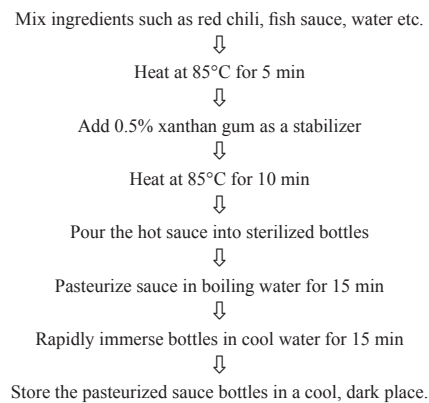 Mix ingredients such as red chili, fish sauce, water etc.
⇩
Heat at 85°C for 5 min
⇩
Add 0.5% xanthan gum as a stabilizer
⇩
Heat at 85°C for 10 min
⇩
Pour the hot sauce into sterilized bottles
⇩
Pasteurize sauce in boiling water for 15 min
⇩
Rapidly immerse bottles in cool water for 15 min
⇩
Store the pasteurized sauce bottles in a cool, dark place.